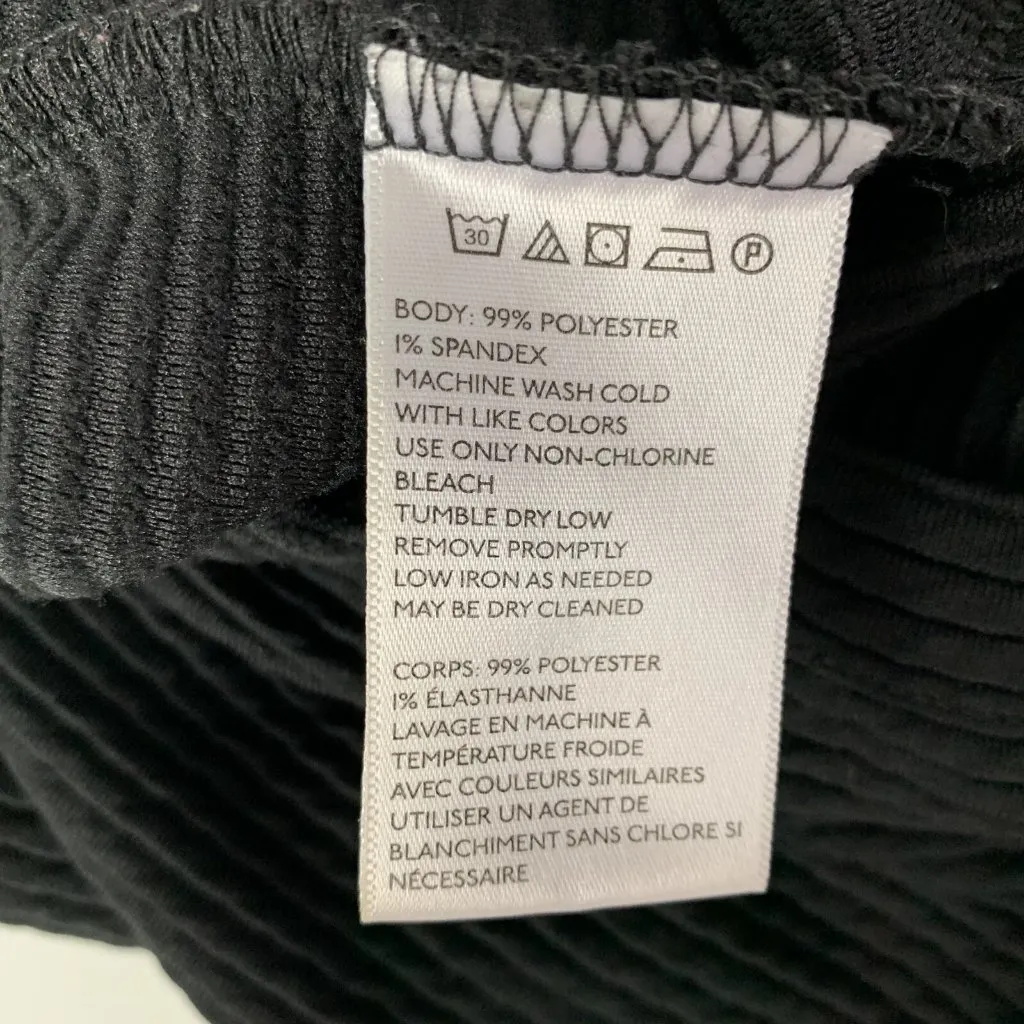 30 P
BODY: 99% POLYESTER
1% SPANDEX
MACHINE WASH COLD
WITH LIKE COLORS
USE ONLY NON-CHLORINE
BLEACH
TUMBLE DRY LOW
REMOVE PROMPTLY
LOW IRON AS NEEDED
MAY BE DRY CLEANED
CORPS: 99% POLYESTER
1% ÉLASTHANNE
LAVAGE EN MACHINE À
TEMPÉRATURE FROIDE
AVEC COULEURS SIMILAIRES
UTILISER UN AGENT DE
BLANCHIMENT SANS CHLORE SI
NÉCESSAIRE